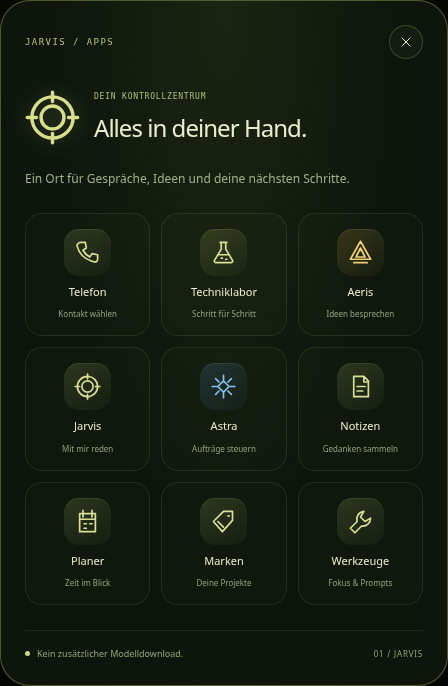 JARVIS / APPS
DEIN KONTROLLZENTRUM
Alles in deiner Hand.
Ein Ort für Gespräche, Ideen und deine nächsten Schritte.
Telefon
Kontakt wählen
Techniklabor
Schritt für Schritt
Aeris
Ideen besprechen
Jarvis
Mit mir reden
Astra
Aufträge steuern
Notizen
Gedanken sammeln
Planer
Zeit im Blick
Marken
Deine Projekte
Werkzeuge
Fokus & Prompts
Kein zusätzlicher Modelldownload.
01 / JARVIS